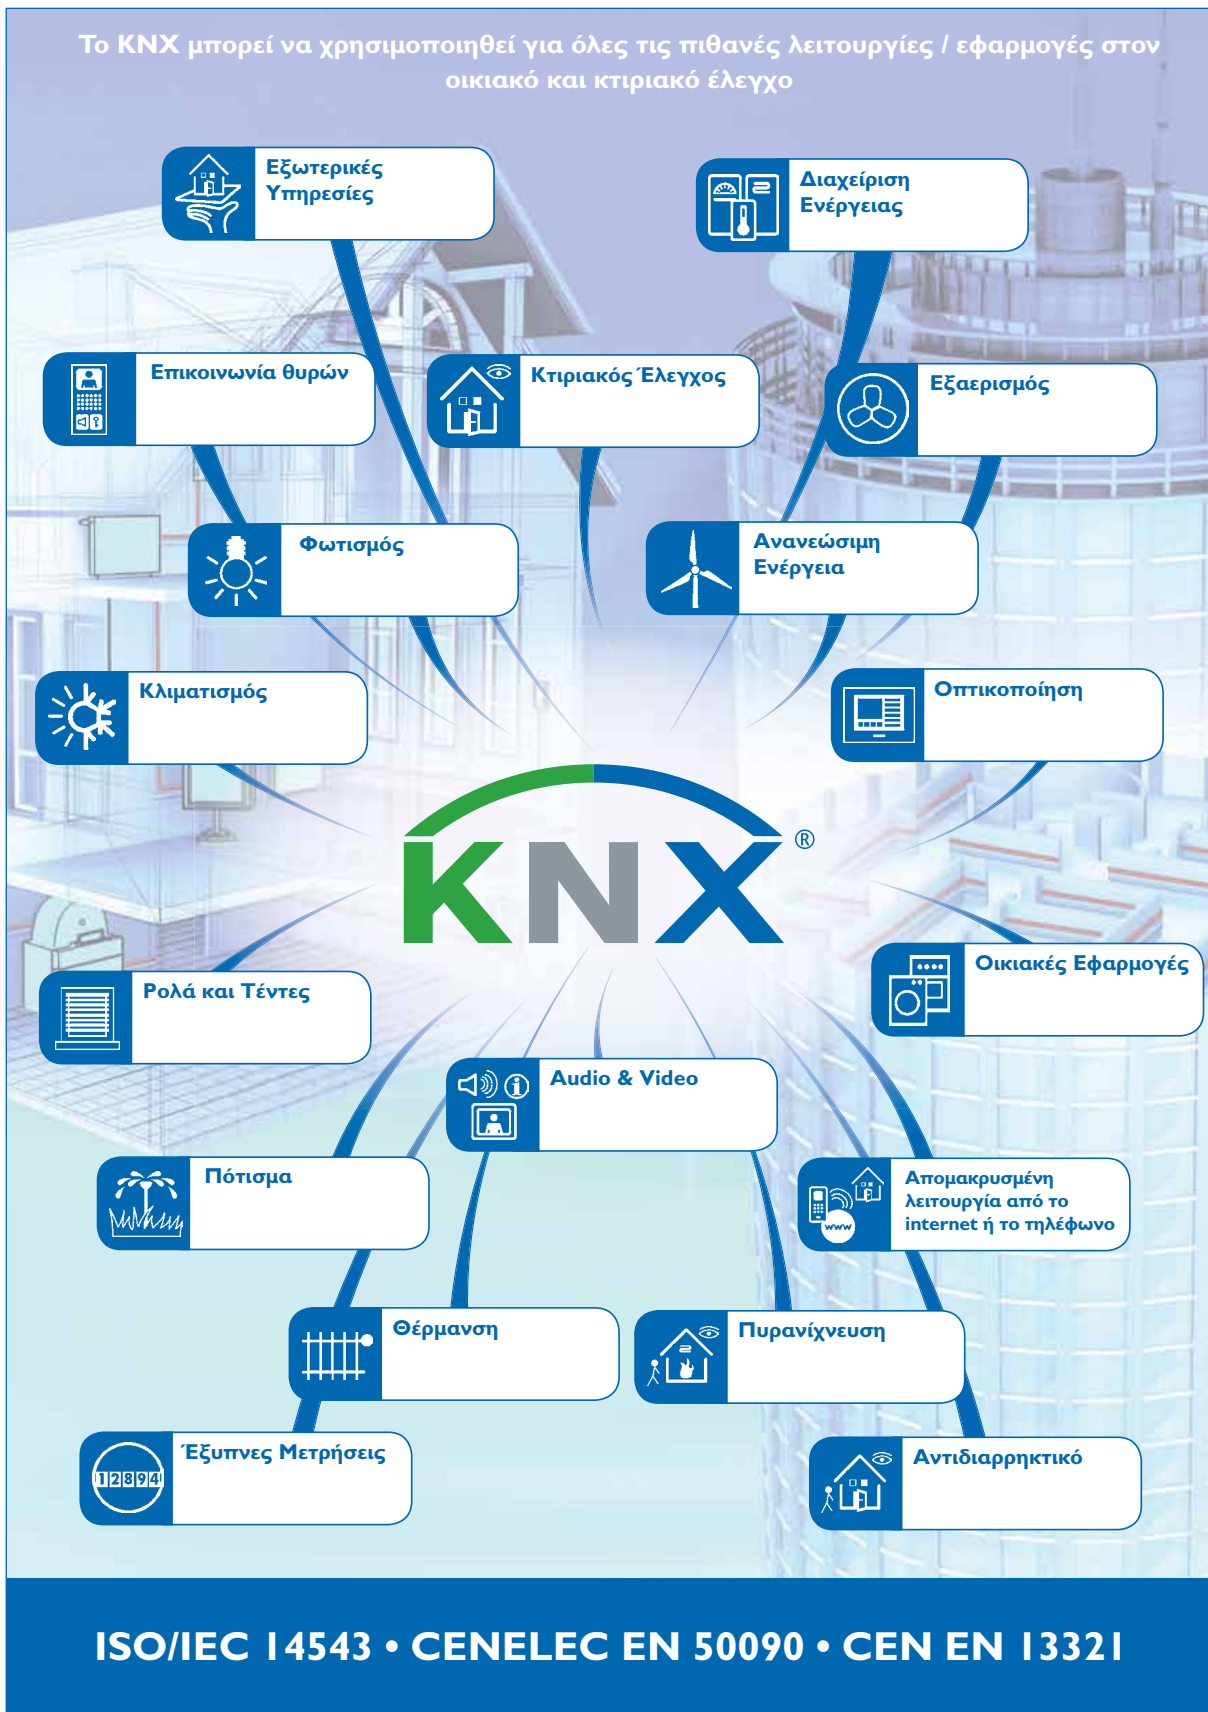 Το KNX μπορεί να χρησιμοποιηθεί για όλες τις πιθανές λειτουργίες / εφαρμογές στον
οικιακό και κτιριακό έλεγχο
Εξωτερικές
Υπηρεσίες
Διαχείριση
Ενέργειας
Επικοινωνία θυρών
Κτιριακός Έλεγχος
Εξαερισμός
Φωτισμός
Ανανεώσιμη
Ενέργεια
Κλιματισμός
Οπτικοποίηση
KNX ®
Ρολά και Τέντες
Οικιακές Εφαρμογές
Audio & Video
Πότισμα
www
Απομακρυσμένη
λειτουργία από το
internet ή το τηλέφωνο
Θέρμανση
Πυρανίχνευση
12894
Έξυπνες Μετρήσεις
Αντιδιαρρηκτικό
ISO/IEC 14543 • CENELEC EN 50090 • CEN EN 13321